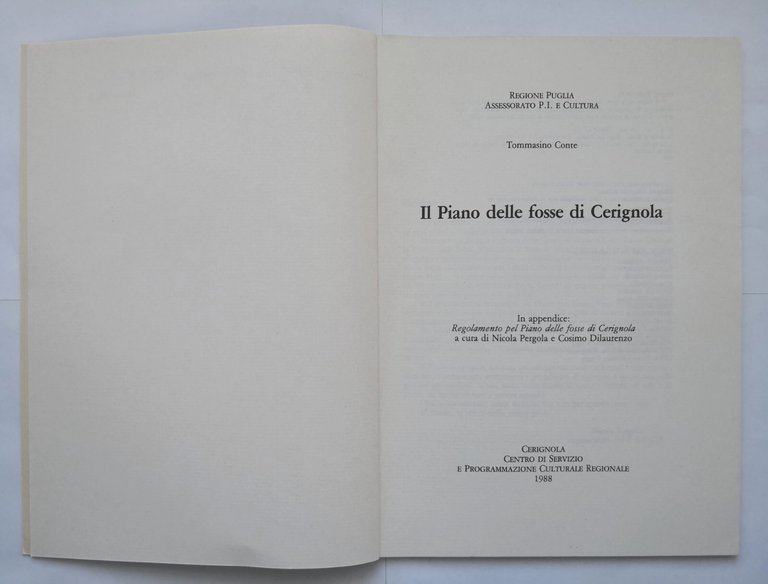 REGIONE PUGLIA
ASSESSORATO P.I. E CULTURA
Tommasino Conte
Il Piano delle fosse di Cerignola
In appendice:
Regolamento pel Piano delle fosse di Cerignola
a cura di Nicola Pergola e Cosimo Dilaurenzo
CERIGNOLA
CENTRO DI SERVIZIO
E PROGRAMMAZIONE CULTURALE REGIONALE
1988